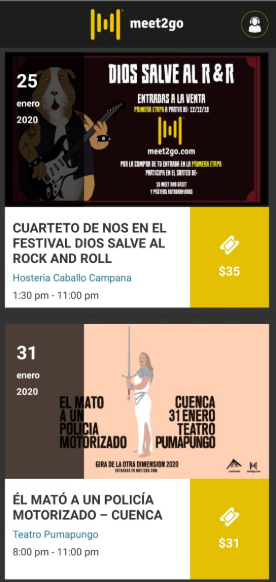 meet2go
25
enero
2020
DIOS SALVE AL R & R
ENTRADAS A LA VENTA
PRIMERA ETAPA A PARTIR DE: 12/12/19
meet2go.com
POR LA COMPRA DE TU ENTRADA EN LA PRIMERA ETAPA
PARTICIPA EN EL SORTEO DE:
10 MEET AND GREET
Y POSTERS AUTOGRAFIADOS
CUARTETO DE NOS EN EL
FESTIVAL DIOS SALVE AL
ROCK AND ROLL
Hosteria Caballo Campana
1:30 pm - 11:00 pm
$35
31
enero
2020
EL MATO
A UN
POLICIA
MOTORIZADO
CUENCA
31 ENERO
TEATRO
PUMAPUNGO
GIRA DE LA OTRA DIMENSION 2020
ÉL MATÓ A UN POLICÍA
MOTORIZADO – CUENCA
Teatro Pumapungo
8:00 pm - 11:00 pm
$31